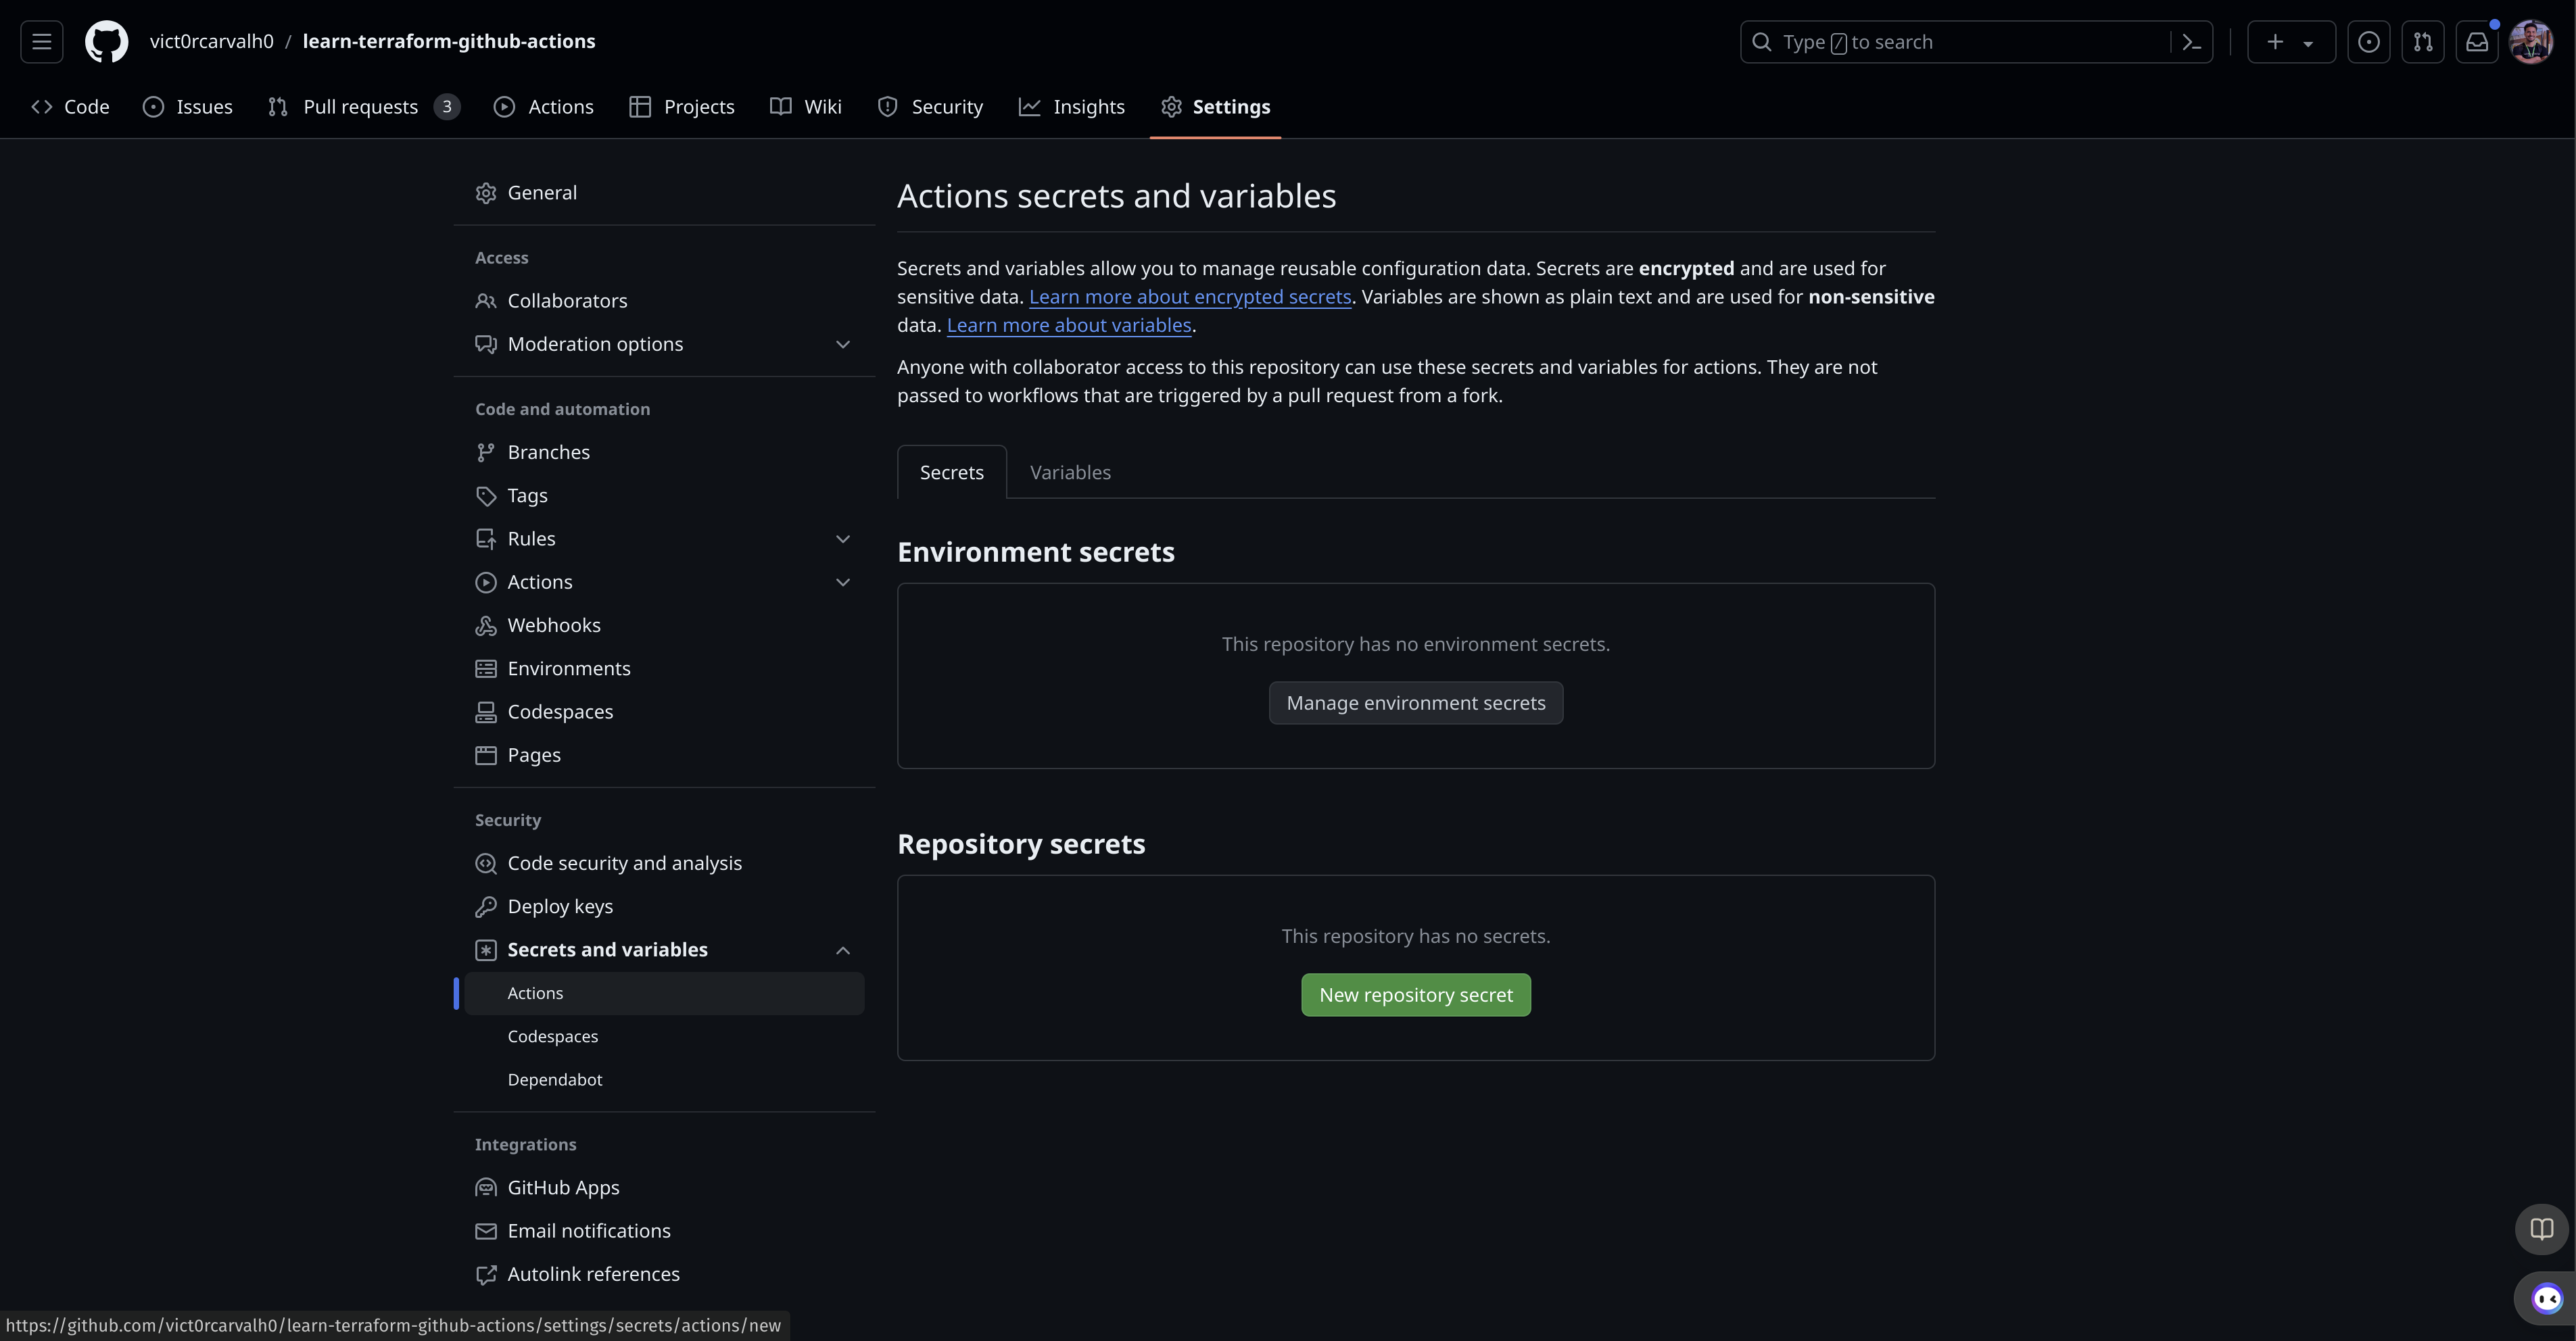 vict0rcarvalh0 / learn-terraform-github-actions
Type / to search
Code
Issues
Pull requests 3
Actions
Projects
Wiki
Security
Insights
Settings
General
Access
Collaborators
Moderation options
Code and automation
Branches
Tags
Rules
Actions
Webhooks
Environments
Codespaces
Pages
Security
Code security and analysis
Deploy keys
Secrets and variables
Actions
Codespaces
Dependabot
Integrations
GitHub Apps
Email notifications
Autolink references
Actions secrets and variables
Secrets and variables allow you to manage reusable configuration data. Secrets are encrypted and are used for
sensitive data. Learn more about encrypted secrets. Variables are shown as plain text and are used for non-sensitive
data. Learn more about variables.
Anyone with collaborator access to this repository can use these secrets and variables for actions. They are not
passed to workflows that are triggered by a pull request from a fork.
Secrets
Variables
Environment secrets
This repository has no environment secrets.
Manage environment secrets
Repository secrets
This repository has no secrets.
New repository secret
https://github.com/vict0rcarvalh0/learn-terraform-github-actions/settings/secrets/actions/new